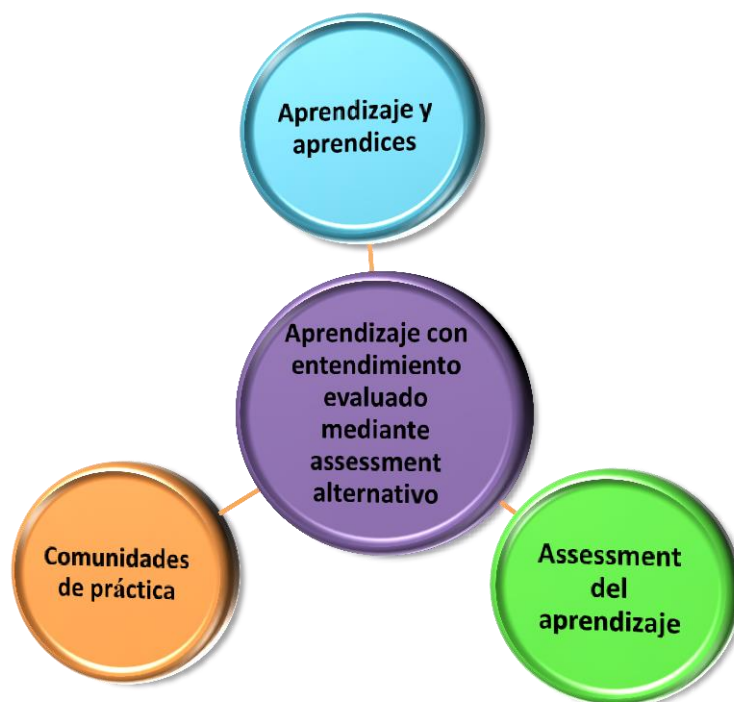 Aprendizaje y
aprendices
Aprendizaje con
entendimiento
evaluado
mediante
assessment
alternativo
Comunidades
de práctica
Assessment
del
aprendizaje